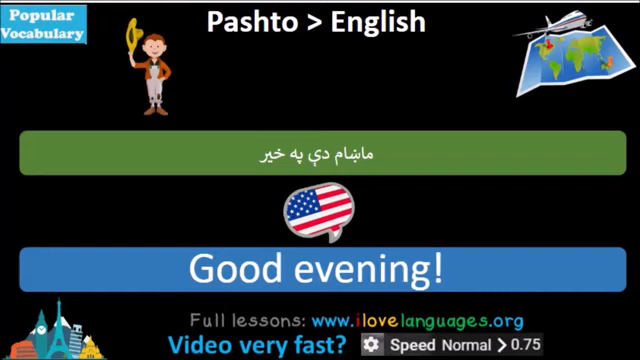 Popular
Vocabulary
Pashto > English
ماښام دې په خیر
Good evening!
Full lessons: www.ilovelanguages.org
Video very fast? Speed Normal > 0.75